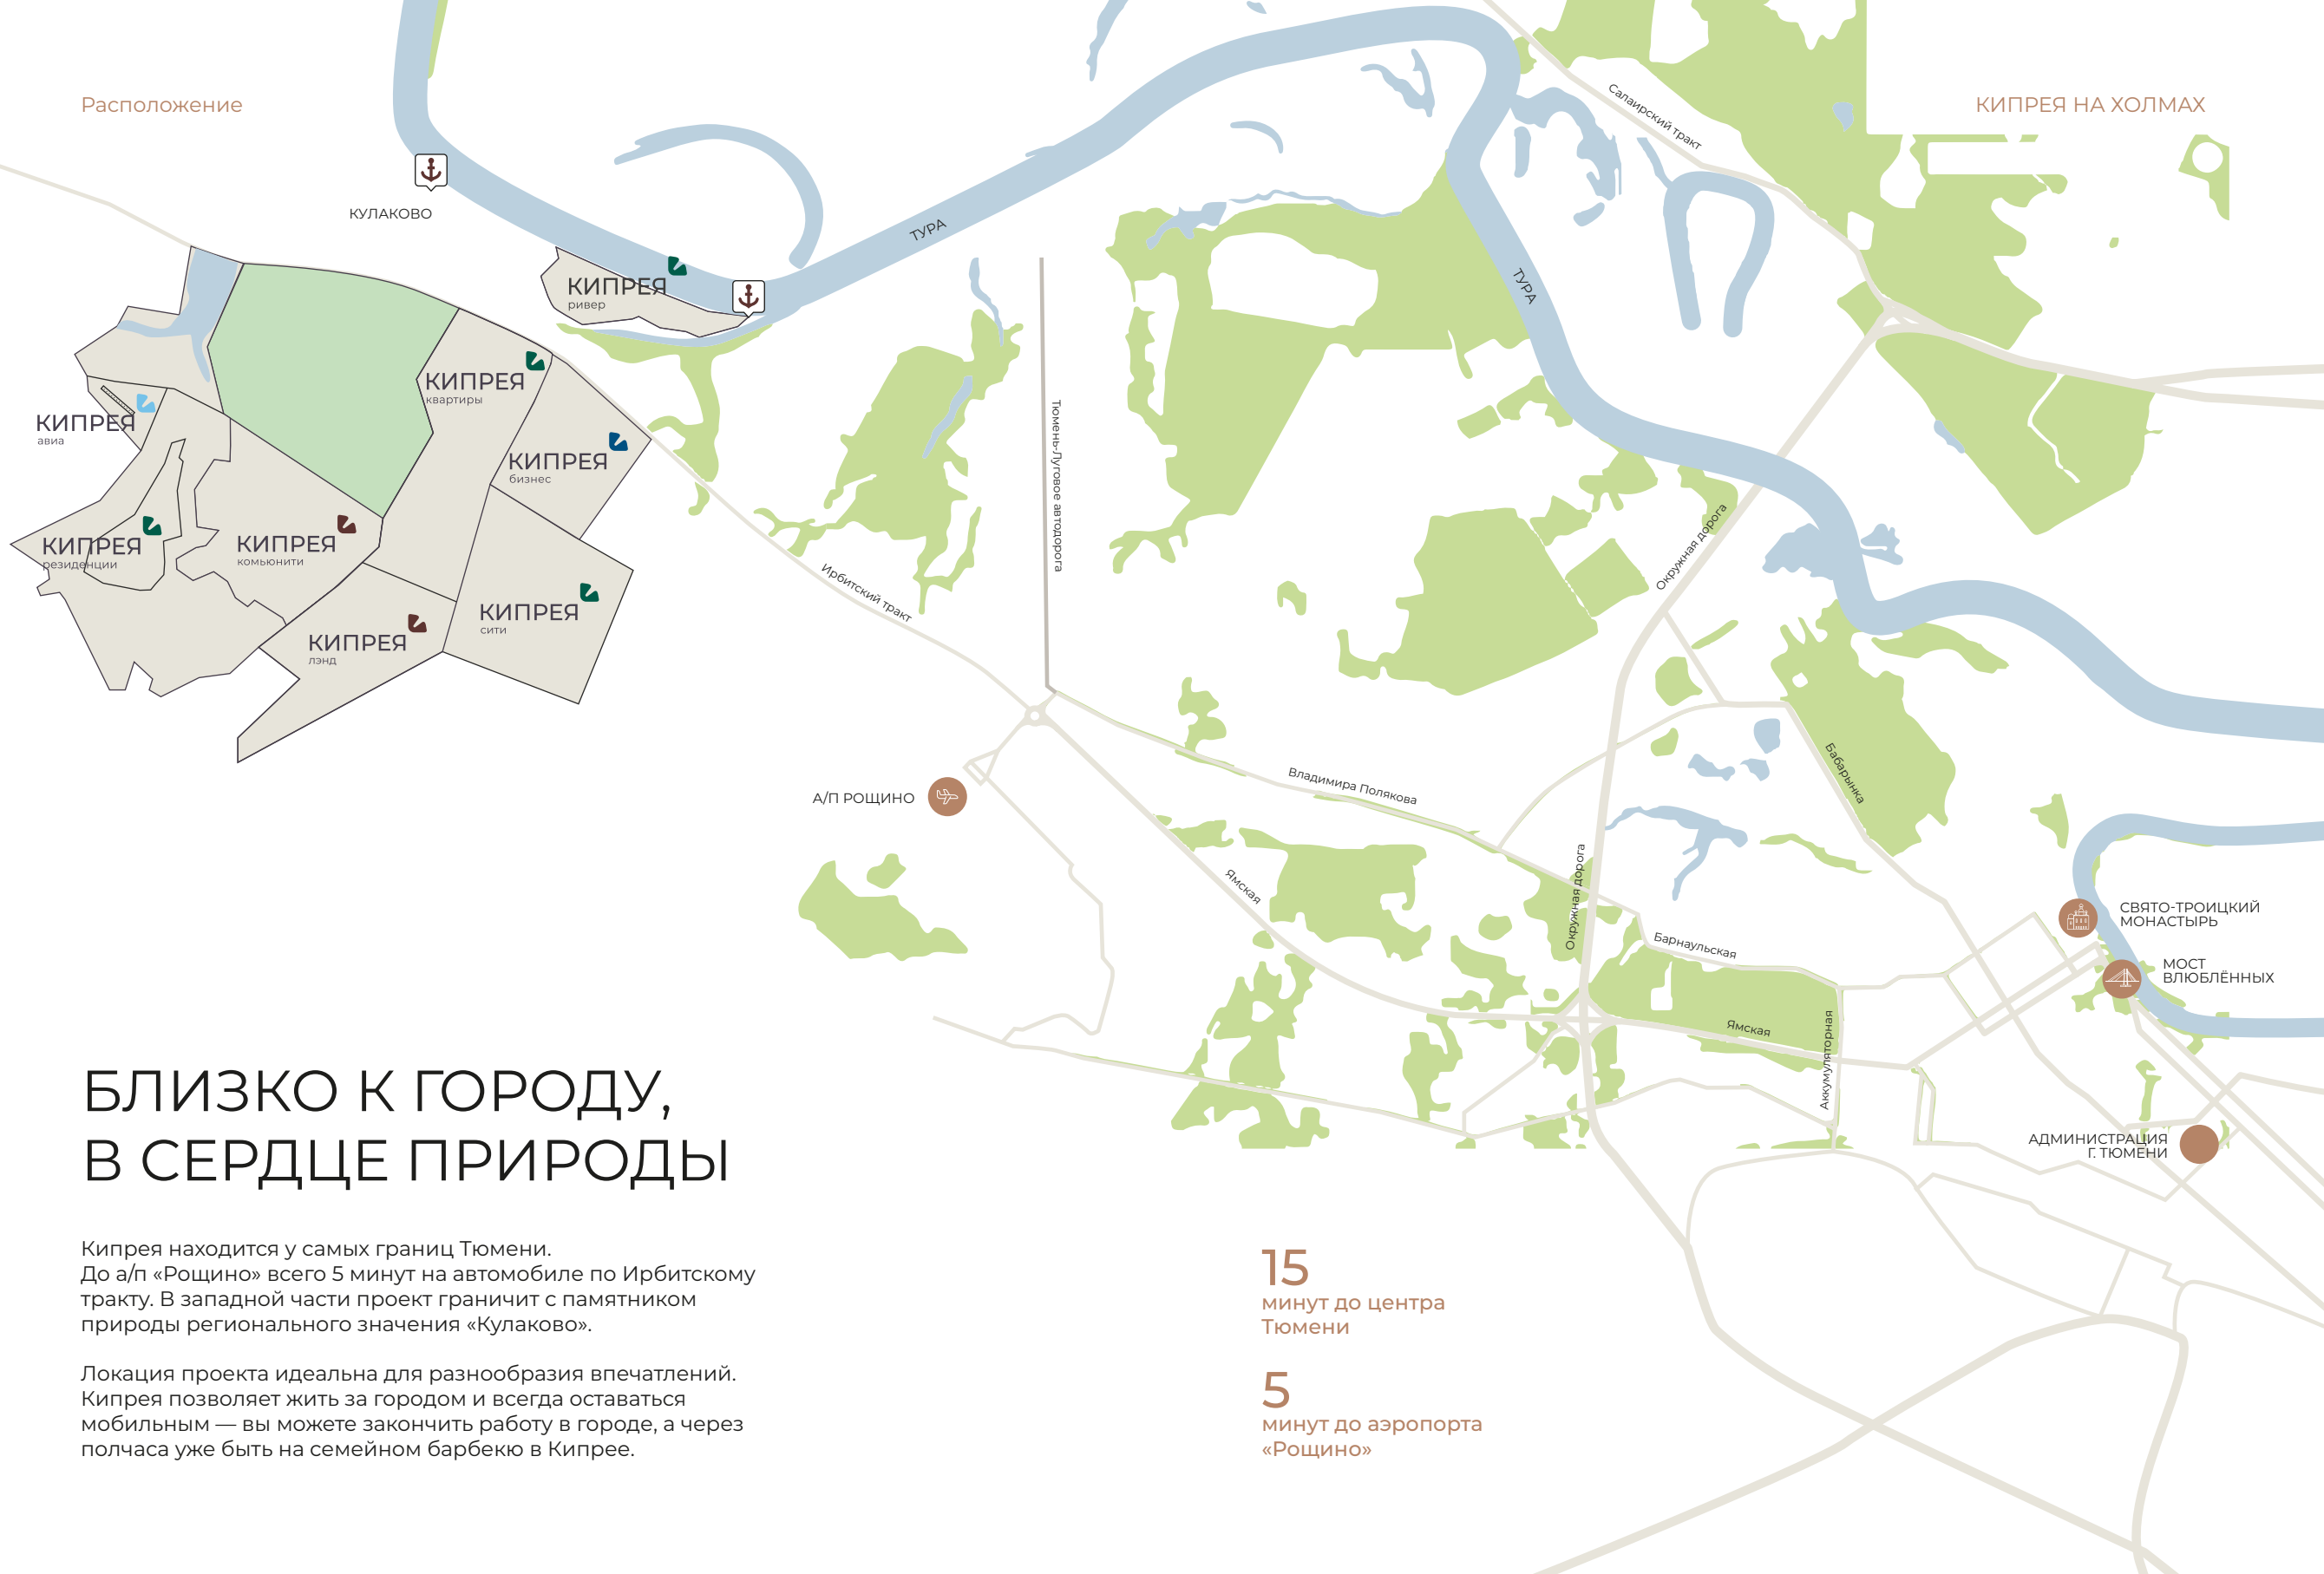 Расположение
КИПРЕЯ НА ХОЛМАХ
Салаирский тракт
КУЛАКОВО
ТУРА
ТУРА
КИПРЕЯ
ривер
КИПРЕЯ
квартиры
КИПРЕЯ
авиа
КИПРЕЯ
бизнес
КИПРЕЯ
резиденции
КИПРЕЯ
комьюнити
КИПРЕЯ
сити
КИПРЕЯ
лэнд
Тюмень-Луговое автодорога
Ирбитский тракт
Окружная дорога
А/П РОЩИНО
Владимира Полякова
Бабарынка
Ямская
Окружная дорога
Барнаульская
Ямская
Аккумуляторная
СВЯТО-ТРОИЦКИЙ
МОНАСТЫРЬ
МОСТ
ВЛЮБЛЁННЫХ
АДМИНИСТРАЦИЯ
Г. ТЮМЕНИ
БЛИЗКО К ГОРОДУ,
В СЕРДЦЕ ПРИРОДЫ
Кипрея находится у самых границ Тюмени.
До а/п «Рощино» всего 5 минут на автомобиле по Ирбитскому
тракту. В западной части проект граничит с памятником
природы регионального значения «Кулаково».
Локация проекта идеальна для разнообразия впечатлений.
Кипрея позволяет жить за городом и всегда оставаться
мобильным — вы можете закончить работу в городе, а через
полчаса уже быть на семейном барбекю в Кипрее.
15
минут до центра
Тюмени
5
минут до аэропорта
«Рощино»